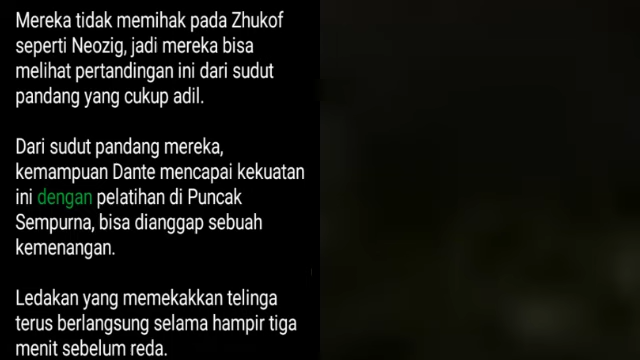 Mereka tidak memihak pada Zhukof
seperti Neozig, jadi mereka bisa
melihat pertandingan ini dari sudut
pandang yang cukup adil.
Dari sudut pandang mereka,
kemampuan Dante mencapai kekuatan
ini dengan pelatihan di Puncak
Sempurna, bisa dianggap sebuah
kemenangan.
Ledakan yang memekakkan telinga
terus berlangsung selama hampir tiga
menit sebelum reda.